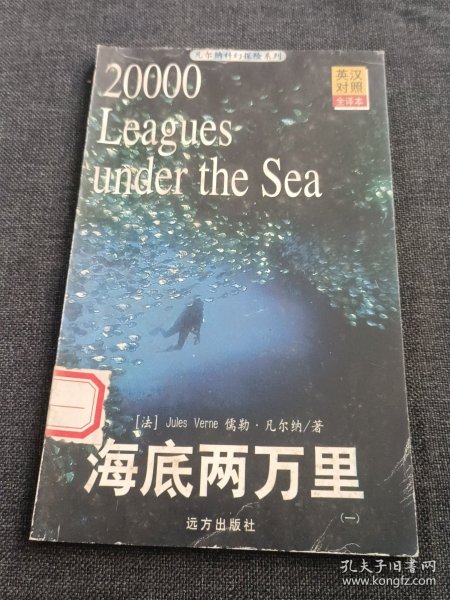 凡尔纳科幻探险系列
20000
Leagues
under the Sea
英汉
对照
全译本
[法] Jules Verne 儒勒·凡尔纳/著
海底两万里
(一)
远方出版社
孔夫子旧书网
www.kongfz.com